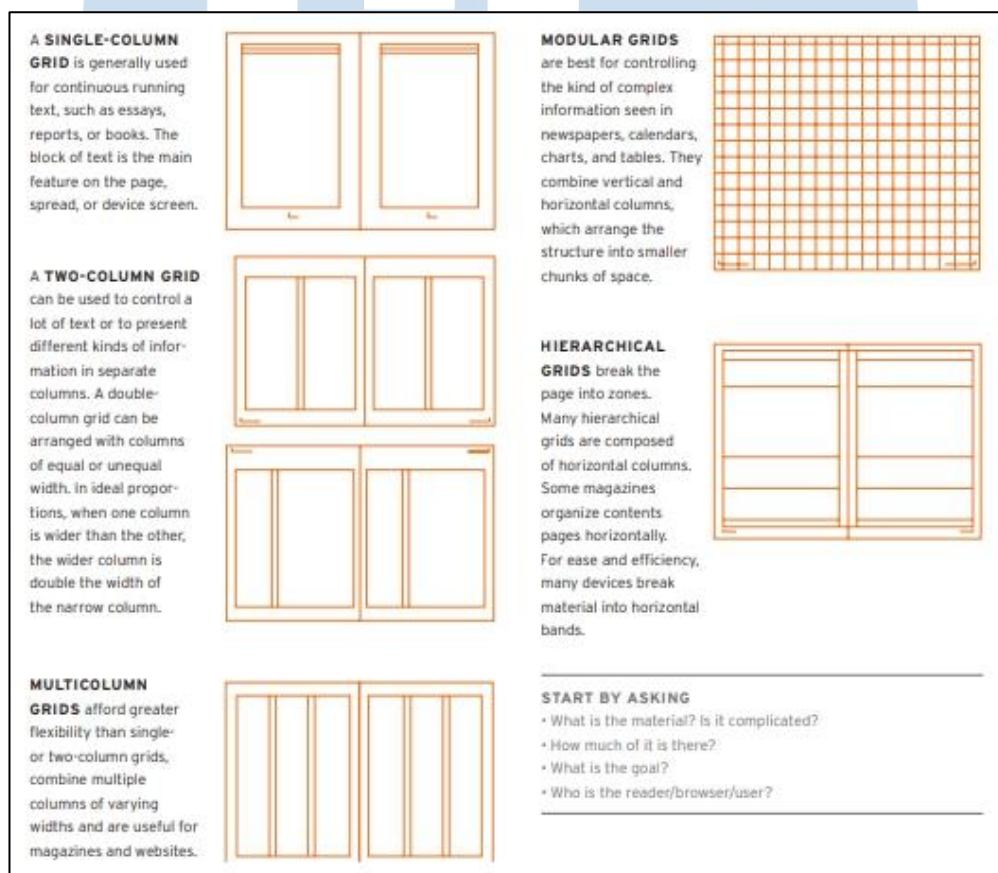 A SINGLE-COLUMN
GRID is generally used
for continuous running
text, such as essays,
reports, or books. The
block of text is the main
feature on the page,
spread, or device screen.
A TWO-COLUMN GRID
can be used to control a
lot of text or to present
different kinds of infor-
mation in separate
columns. A double-
column grid can be
arranged with columns
of equal or unequal
width. In ideal propor-
tions, when one column
is wider than the other,
the wider column is
double the width of
the narrow column.
MULTICOLUMN
GRIDS afford greater
flexibility than single-
or two-column grids,
combine multiple
columns of varying
widths and are useful for
magazines and websites.
MODULAR GRIDS
are best for controlling
the kind of complex
information seen in
newspapers, calendars,
charts, and tables. They
combine vertical and
horizontal columns,
which arrange the
structure into smaller
chunks of space.
HIERARCHICAL
GRIDS break the
page into zones.
Many hierarchical
grids are composed
of horizontal columns.
Some magazines
organize contents
pages horizontally.
For ease and efficiency,
many devices break
material into horizontal
bands.
START BY ASKING
• What is the material? Is it complicated?
• How much of it is there?
• What is the goal?
• Who is the reader/browser/user?